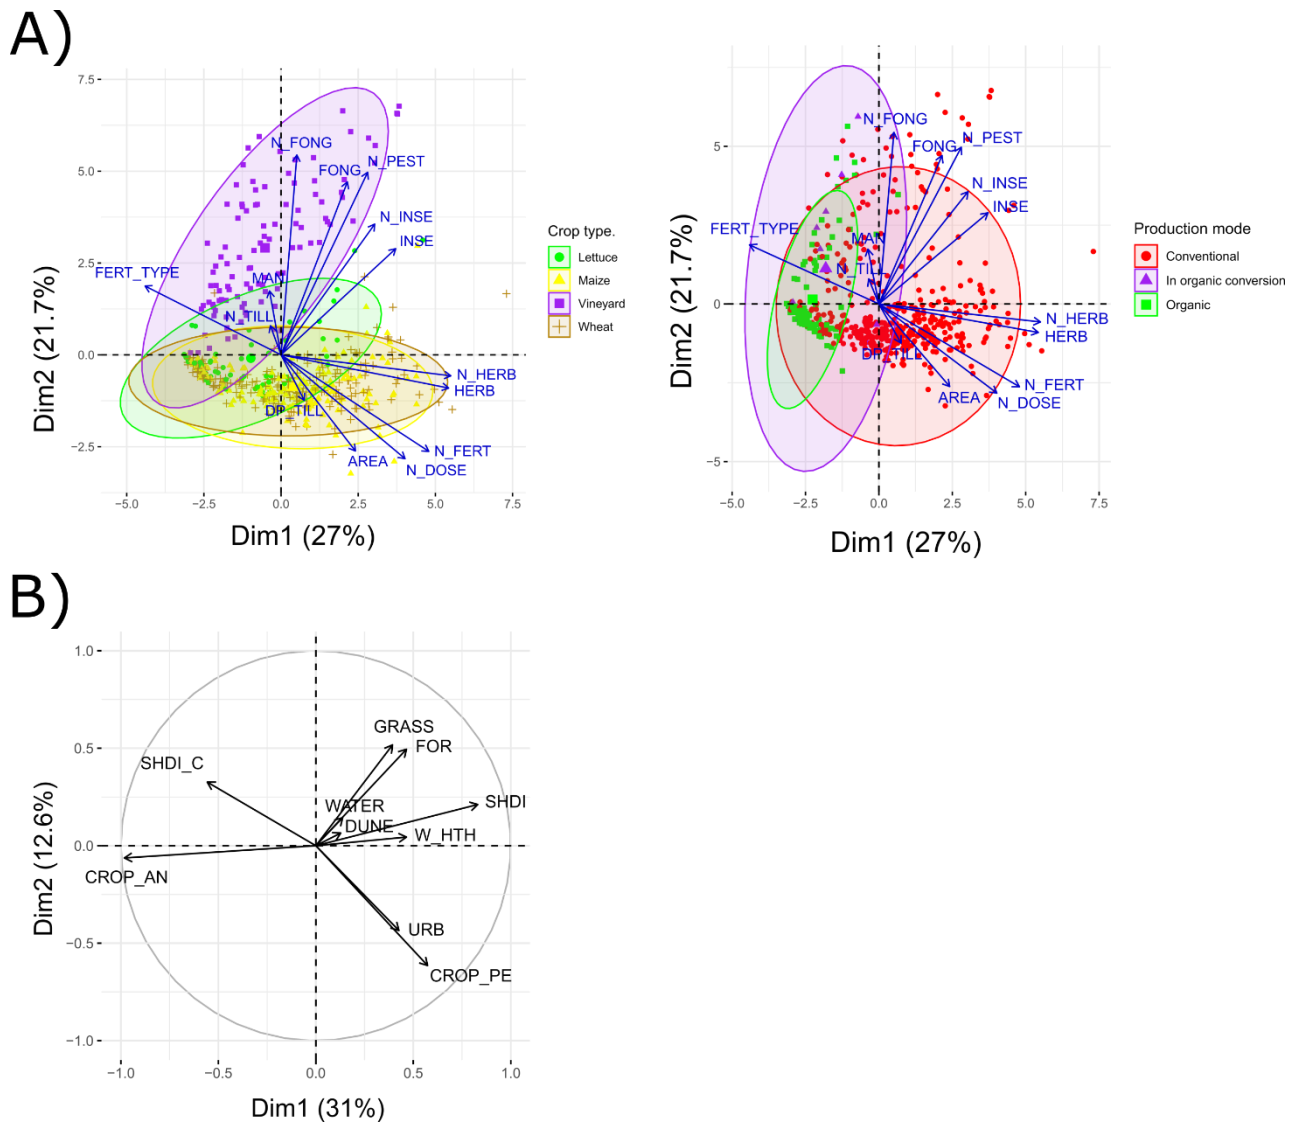 A)
7.5
5.0
2.5
0.0
−2.5
−5.0
−2.5
0.0
2.5
5.0
7.5
Dim2 (21.7%)
Dim1 (27%)
N_FONG
FONG
N_PEST
N_INSE
INSE
FERT_TYPE
MAN
N_TILL
N_HERB
HERB
DP_TILL
N_FERT
AREA
N_DOSE
Crop type.
Lettuce
Maize
Vineyard
Wheat
5
0
−5
−5.0
−2.5
0.0
2.5
5.0
7.5
Dim2 (21.7%)
Dim1 (27%)
N_FONG
FONG
N_PEST
N_INSE
INSE
FERT_TYPE
MAN
N_TILL
N_HERB
HERB
DP_TILL
N_FERT
AREA
N_DOSE
Production mode
Conventional
In organic conversion
Organic
B)
1.0
0.5
0.0
−0.5
−1.0
−1.0
−0.5
0.0
0.5
1.0
Dim2 (12.6%)
Dim1 (31%)
GRASS
FOR
SHDI_C
SHDI
WATER
DUNE
W_HTH
CROP_AN
URB
CROP_PE